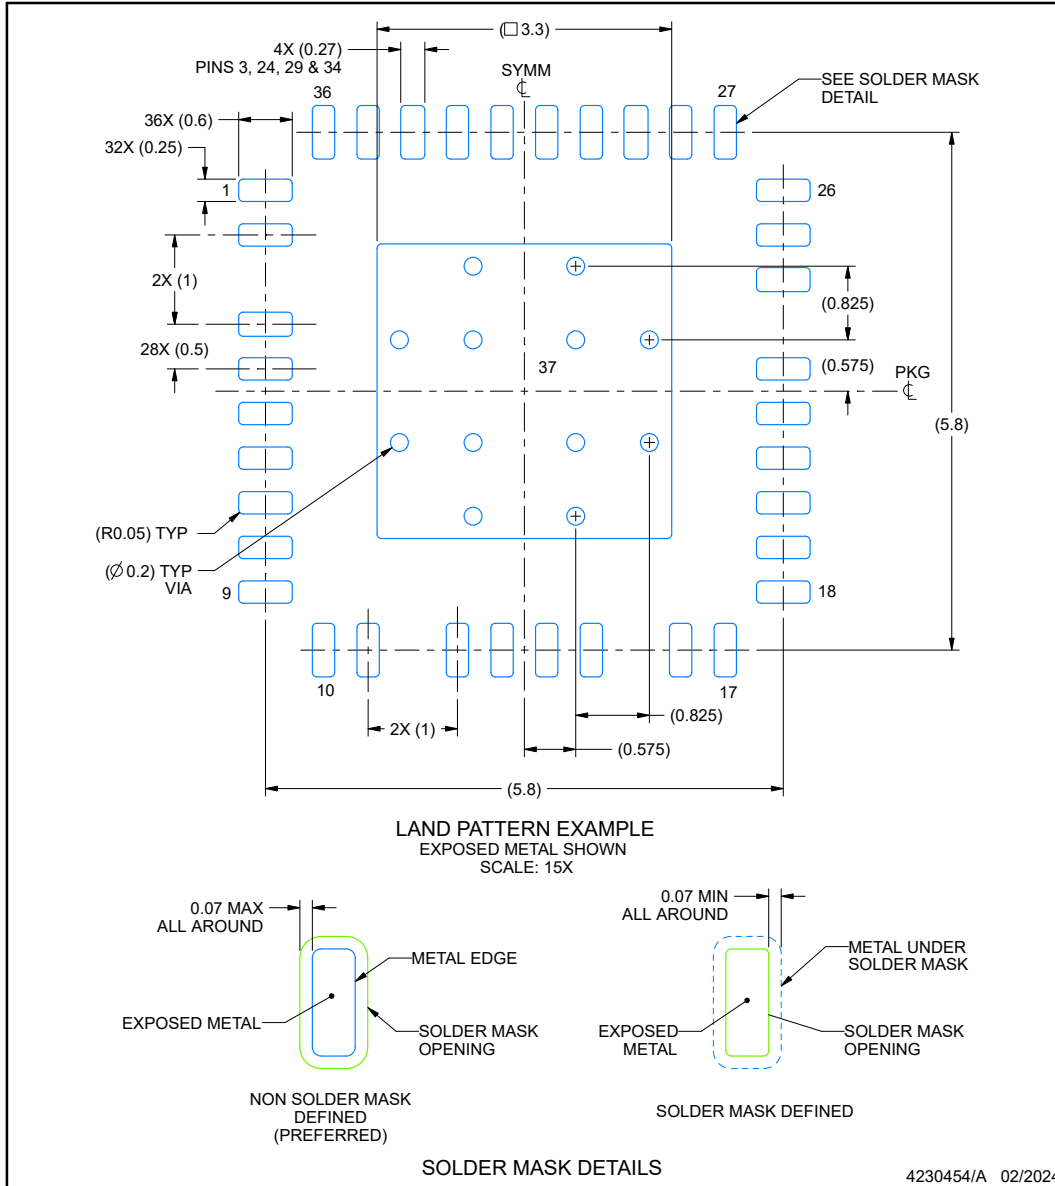 (□ 3.3)
4X (0.27)
PINS 3, 24, 29 & 34
SYMM
℄
SEE SOLDER MASK
DETAIL
36
27
36X (0.6)
32X (0.25)
1
26
2X (1)
(0.825)
28X (0.5)
37
(0.575)
PKG
℄
(5.8)
(R0.05) TYP
(Ø 0.2) TYP
VIA
9
18
10
17
(0.825)
2X (1)
(0.575)
(5.8)
LAND PATTERN EXAMPLE
EXPOSED METAL SHOWN
SCALE: 15X
0.07 MAX
ALL AROUND
METAL EDGE
EXPOSED METAL
SOLDER MASK
OPENING
NON SOLDER MASK
DEFINED
(PREFERRED)
0.07 MIN
ALL AROUND
METAL UNDER
SOLDER MASK
EXPOSED
METAL
SOLDER MASK
OPENING
SOLDER MASK DEFINED
SOLDER MASK DETAILS
4230454/A 02/2024